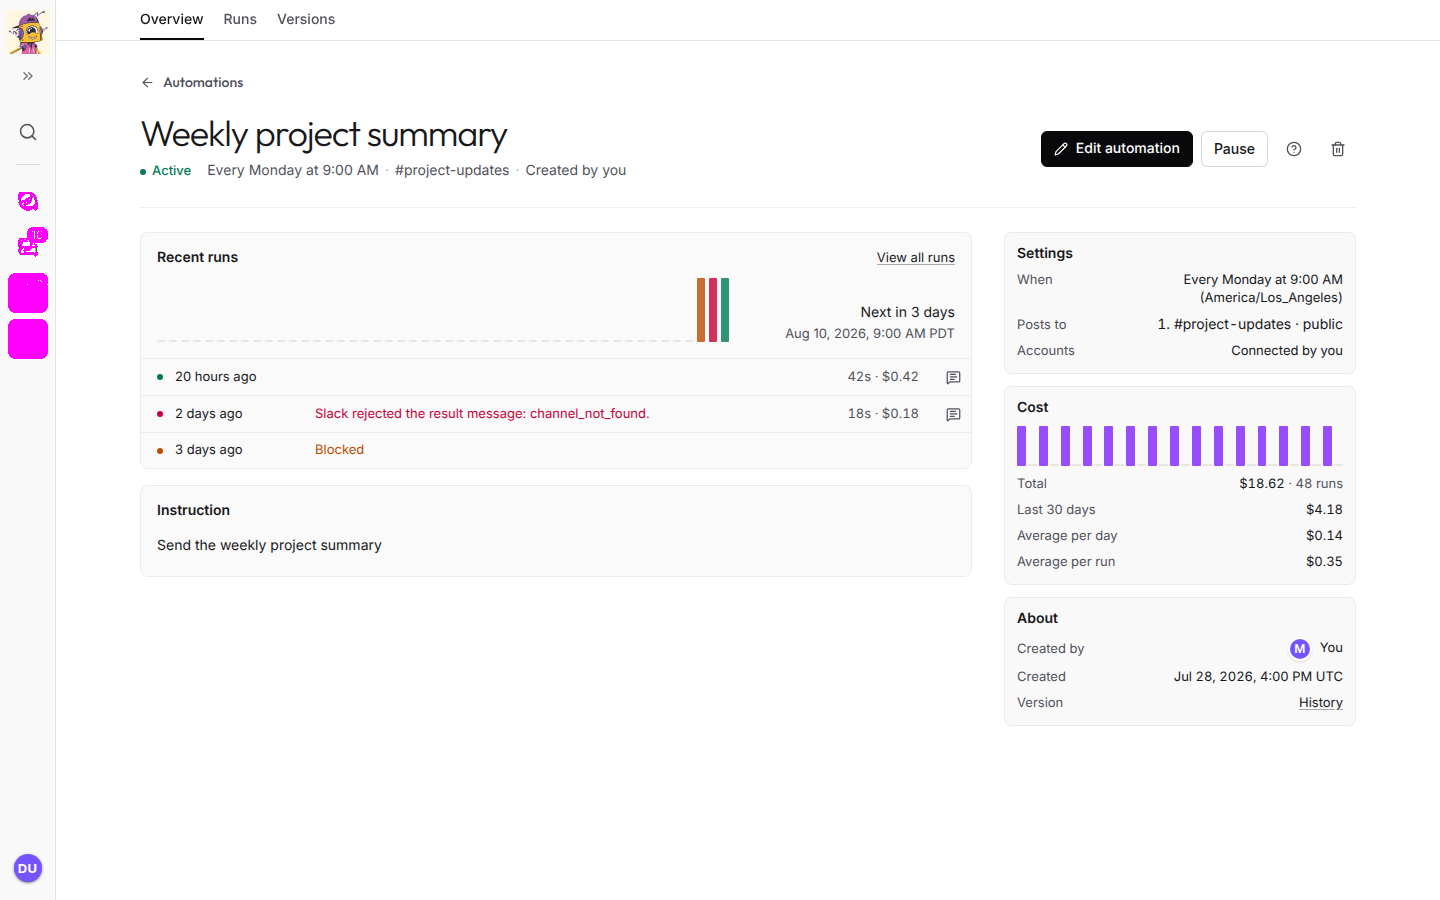 Overview Runs Versions
Automations
Weekly project summary
Active Every Monday at 9:00 AM · #project-updates · Created by you
Edit automation
Pause
Recent runs
View all runs
Next in 3 days
Aug 10, 2026, 9:00 AM PDT
20 hours ago 42s · $0.42
2 days ago Slack rejected the result message: channel_not_found. 18s · $0.18
3 days ago Blocked
Instruction
Send the weekly project summary
Settings
When Every Monday at 9:00 AM
(America/Los_Angeles)
Posts to 1. #project-updates · public
Accounts Connected by you
Cost
Total $18.62 · 48 runs
Last 30 days $4.18
Average per day $0.14
Average per run $0.35
About
Created by M You
Created Jul 28, 2026, 4:00 PM UTC
Version History
DU